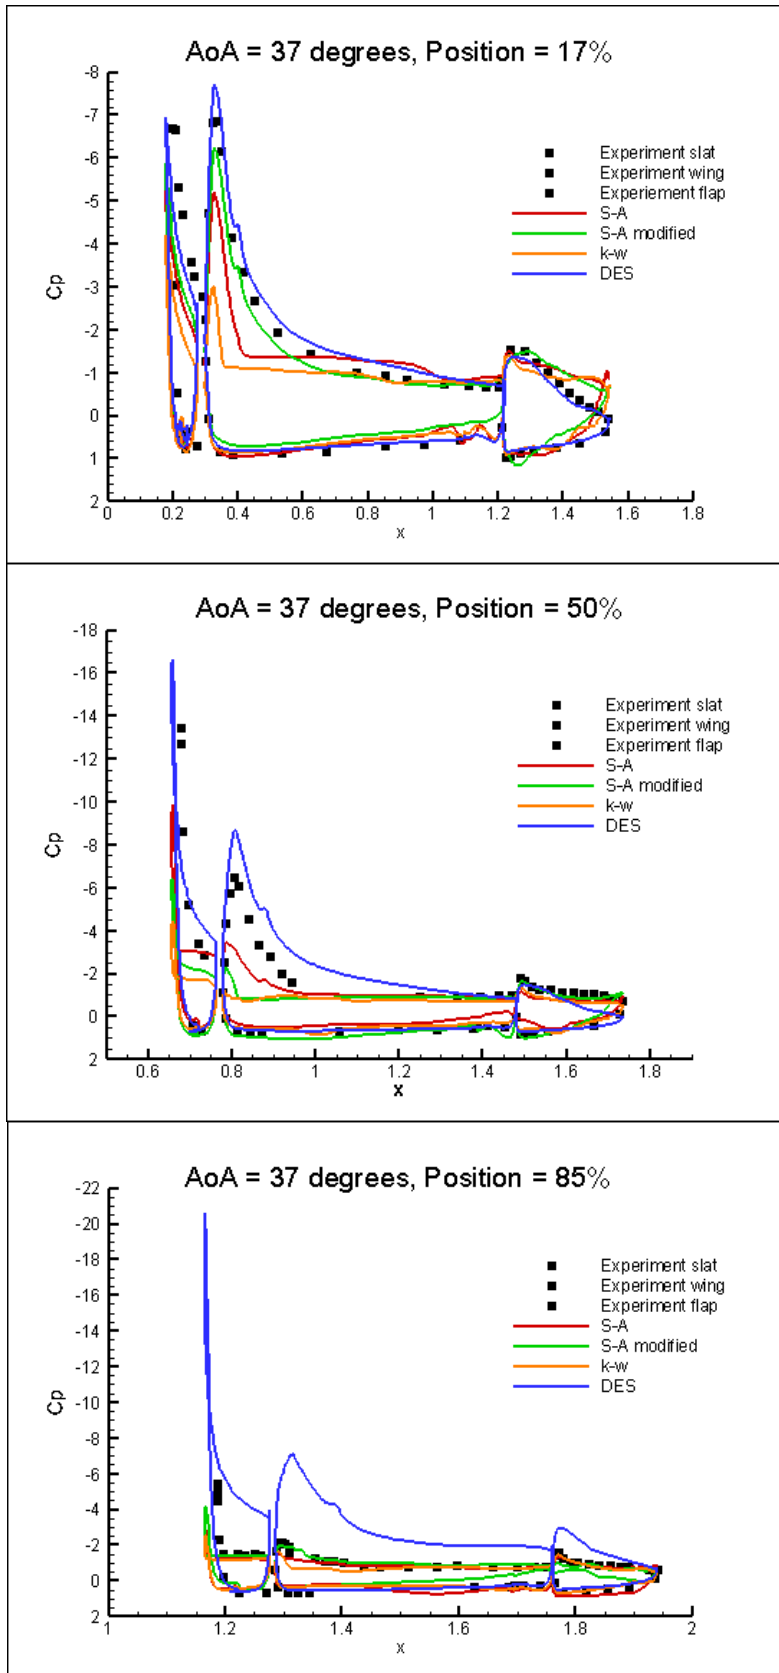 AoA = 37 degrees, Position = 17%
-8
-7
-6
-5
-4
-3
-2
-1
0
1
2
Cp
0
0.2
0.4
0.6
0.8
1
1.2
1.4
1.6
1.8
x
Experiment slat
Experiment wing
Experiement flap
S-A
S-A modified
k-w
DES
AoA = 37 degrees, Position = 50%
-18
-16
-14
-12
-10
-8
-6
-4
-2
0
2
Cp
0.6
0.8
1
1.2
1.4
1.6
1.8
x
Experiment slat
Experiment wing
Experiment flap
S-A
S-A modified
k-w
DES
AoA = 37 degrees, Position = 85%
-22
-20
-18
-16
-14
-12
-10
-8
-6
-4
-2
0
2
Cp
1
1.2
1.4
1.6
1.8
2
x
Experiment slat
Experiment wing
Experiment flap
S-A
S-A modified
k-w
DES